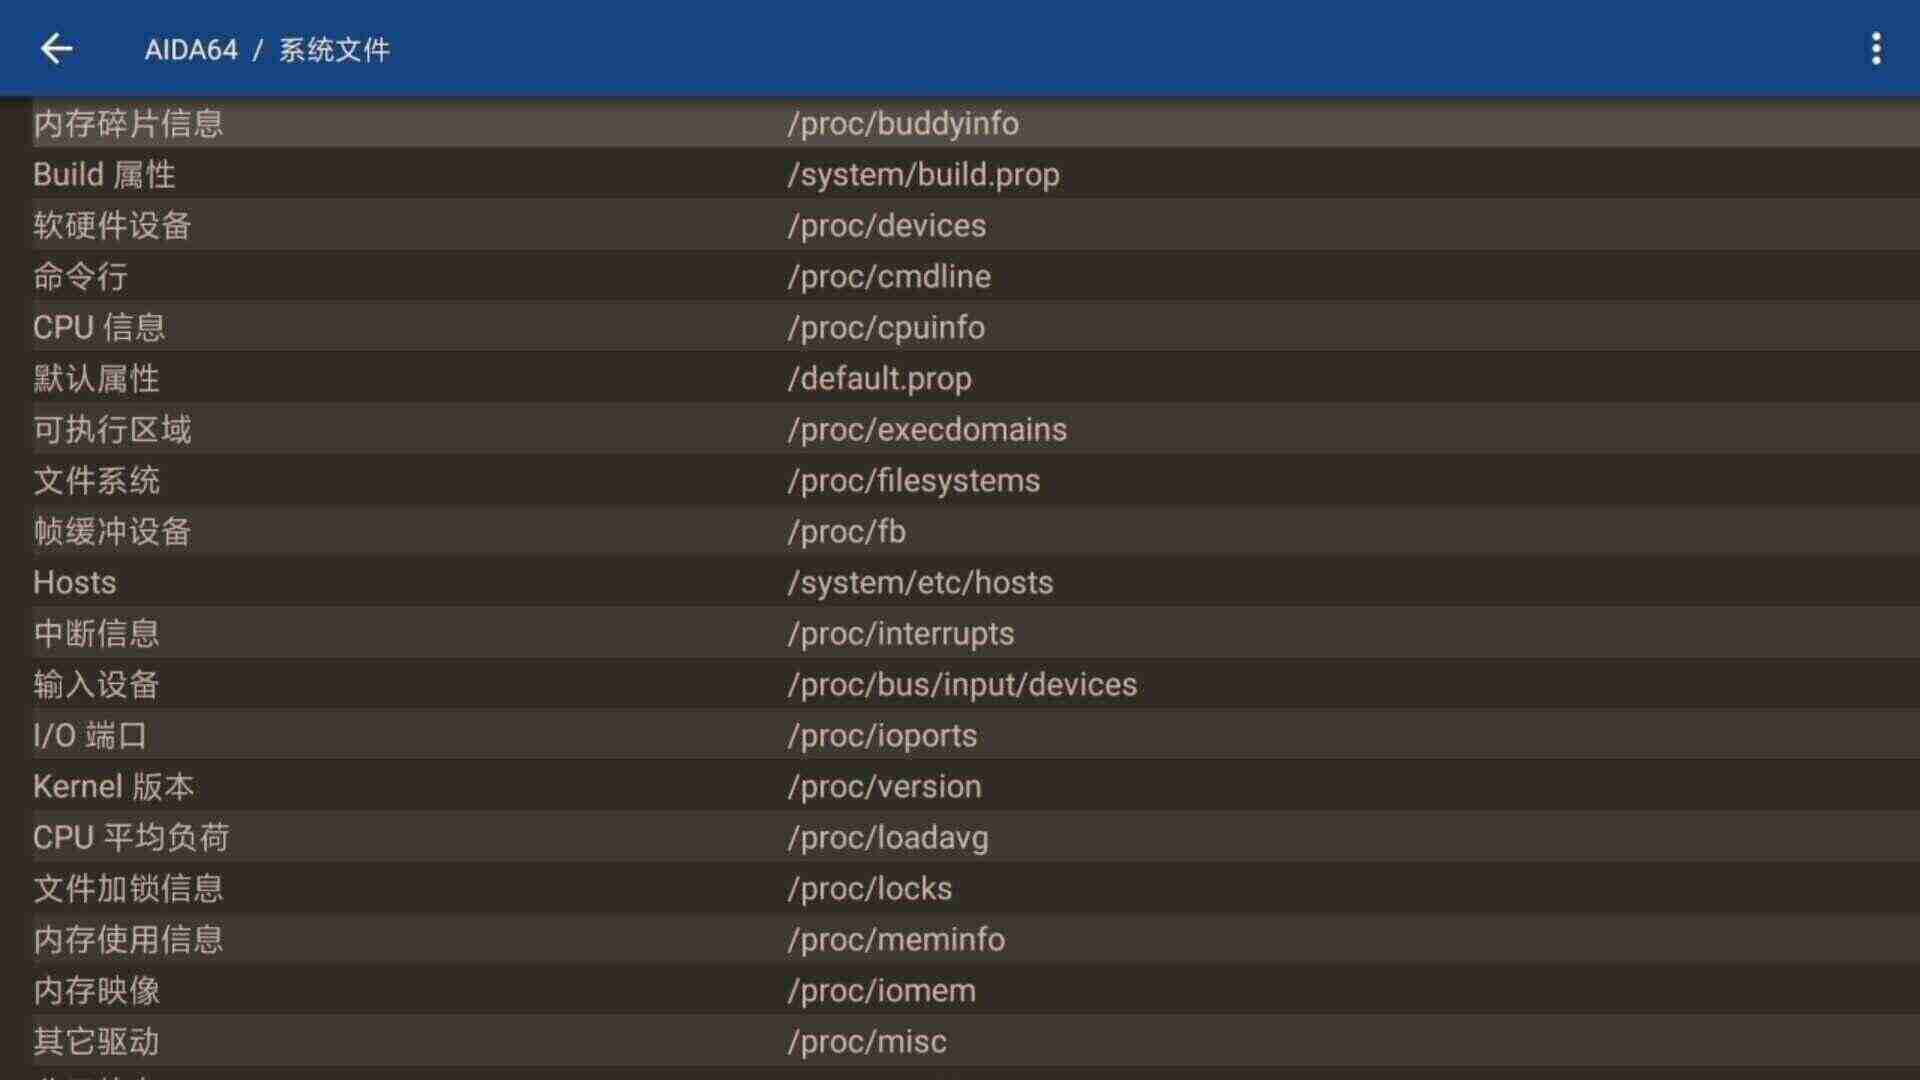 AIDA64 / 系统文件
内存碎片信息 /proc/buddyinfo
Build 属性 /system/build.prop
软硬件设备 /proc/devices
命令行 /proc/cmdline
CPU 信息 /proc/cpuinfo
默认属性 /default.prop
可执行区域 /proc/execdomains
文件系统 /proc/filesystems
帧缓冲设备 /proc/fb
Hosts /system/etc/hosts
中断信息 /proc/interrupts
输入设备 /proc/bus/input/devices
I/O 端口 /proc/ioports
Kernel 版本 /proc/version
CPU 平均负荷 /proc/loadavg
文件加锁信息 /proc/locks
内存使用信息 /proc/meminfo
内存映像 /proc/iomem
其它驱动 /proc/misc